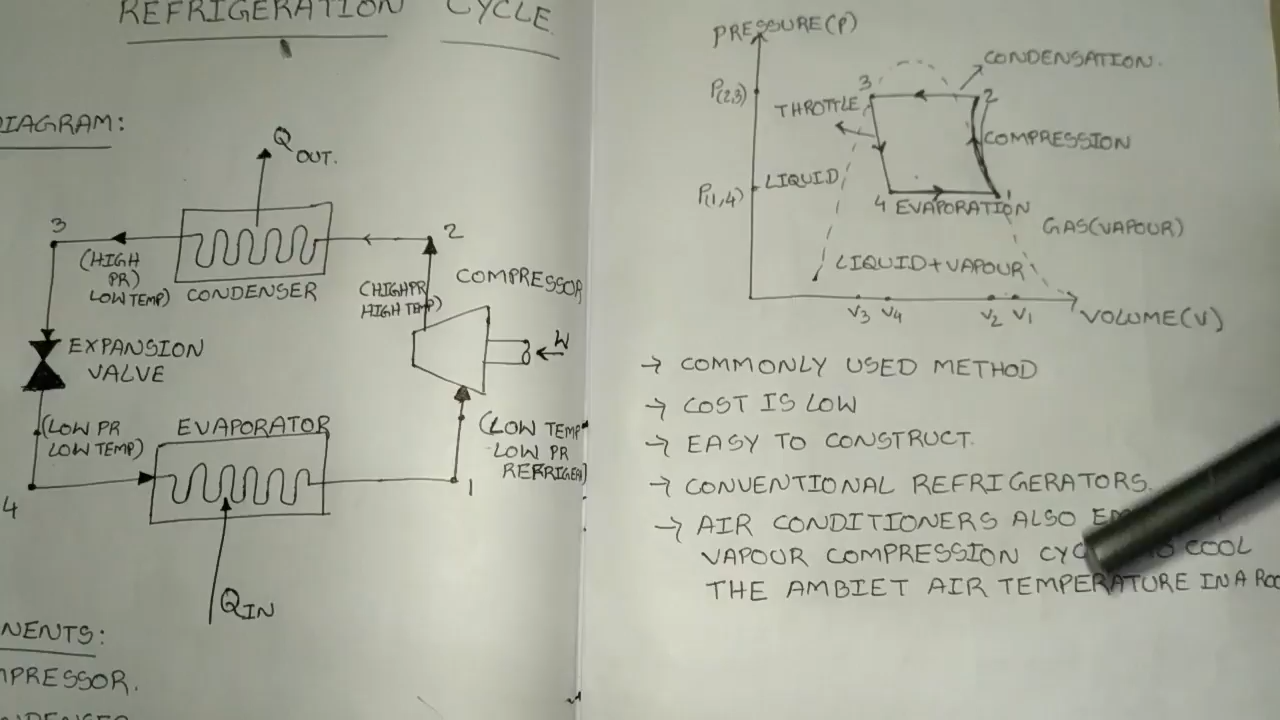 REFRIGERATION CYCLE
DIAGRAM:
Q OUT.
3
2
(HIGH
PR)
LOW TEMP)
CONDENSER
(HIGH PR
HIGH TEMP)
COMPRESSOR
W
EXPANSION
VALVE
(LOW PR
LOW TEMP)
EVAPORATOR
(LOW TEMP
LOW PR
4
1
QIN
NENTS:
MPRESSOR.
PRESSURE(P)
CONDENSATION.
P(2,3)
3
2
THROTTLE
COMPRESSION
P(1,4)
LIQUID
4 EVAPORATION
1
GAS(VAPOUR)
LIQUID+VAPOUR
V3 V4 V2 V1
VOLUME(V)
→ COMMONLY USED METHOD
→ COST IS LOW
→ EASY TO CONSTRUCT.
→ CONVENTIONAL REFRIGERATORS.
→ AIR CONDITIONERS ALSO
VAPOUR COMPRESSION COOL
THE AMBIET AIR TEMPERATURE IN A